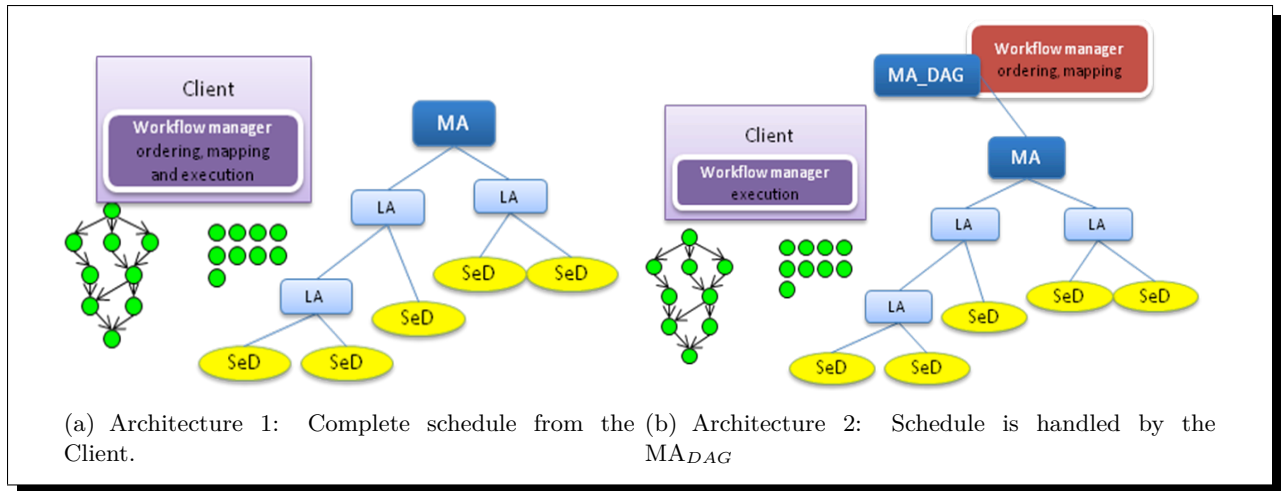 Client
Workflow manager
ordering, mapping
and execution
MA
LA
LA
LA
SeD
SeD
SeD
SeD
SeD
Workflow manager
ordering, mapping
MA_DAG
Client
Workflow manager
execution
MA
LA
LA
LA
SeD
SeD
SeD
SeD
SeD
(a) Architecture 1: Complete schedule from the
Client.
(b) Architecture 2: Schedule is handled by the
MA_DAG